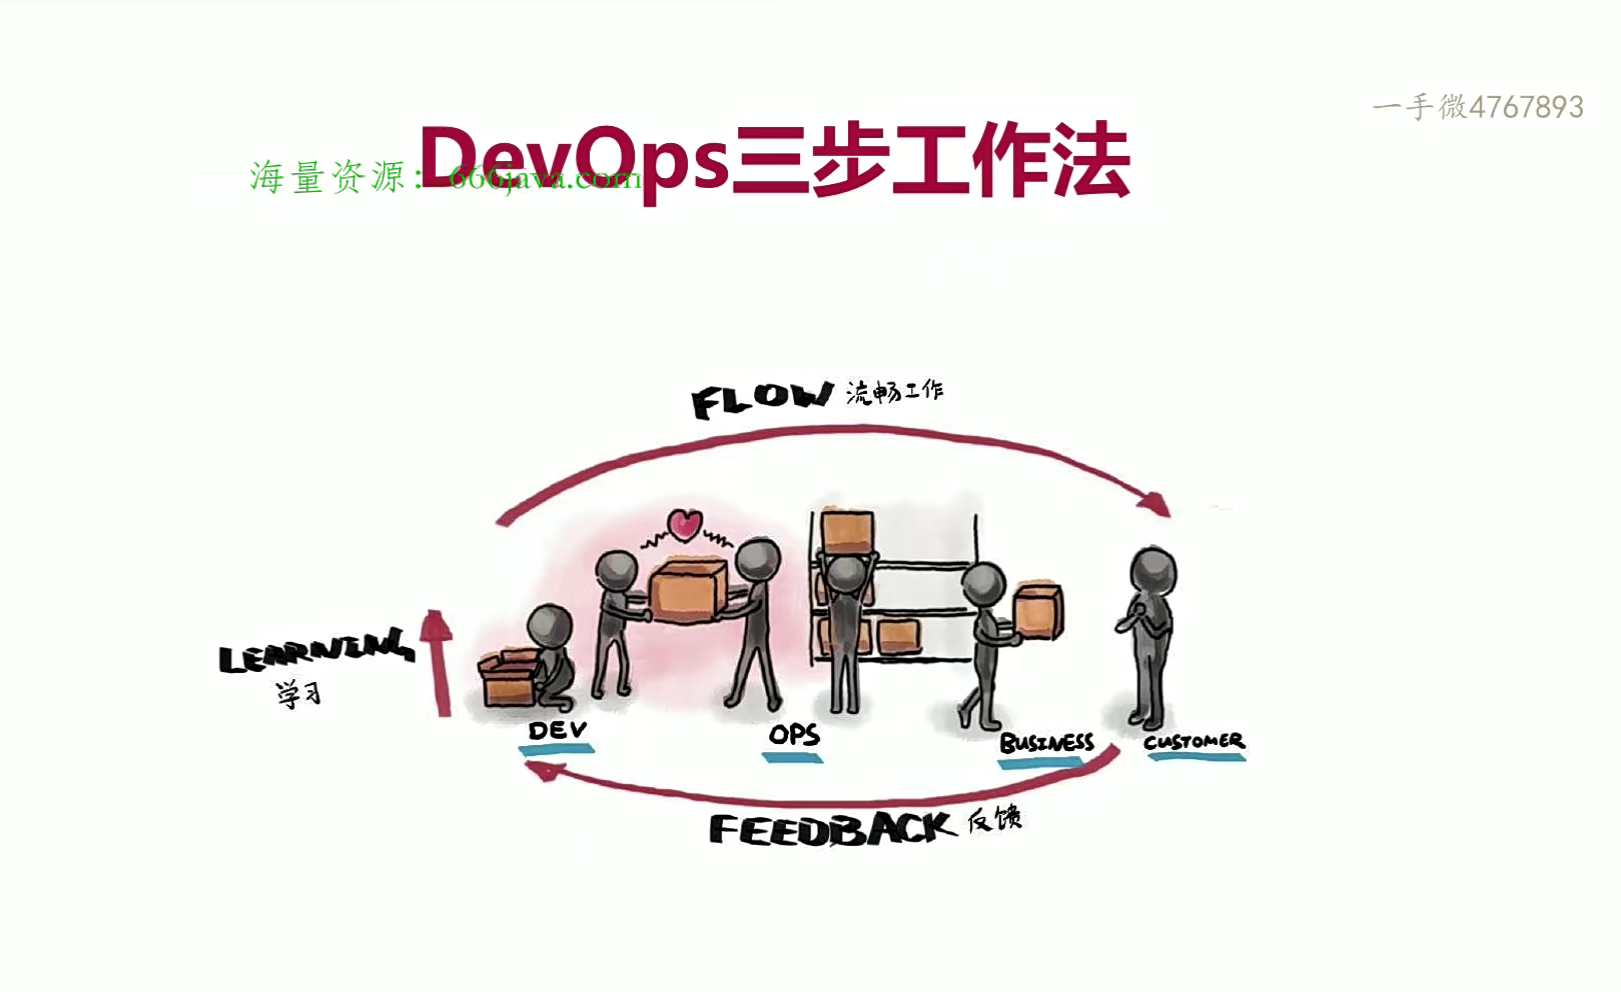 一手微4767893
DevOps三步工作法
海量资源：666java.com
FLOW 流畅工作
LEARNING
学习
DEV
OPS
BUSINESS
CUSTOMER
FEEDBACK 反馈